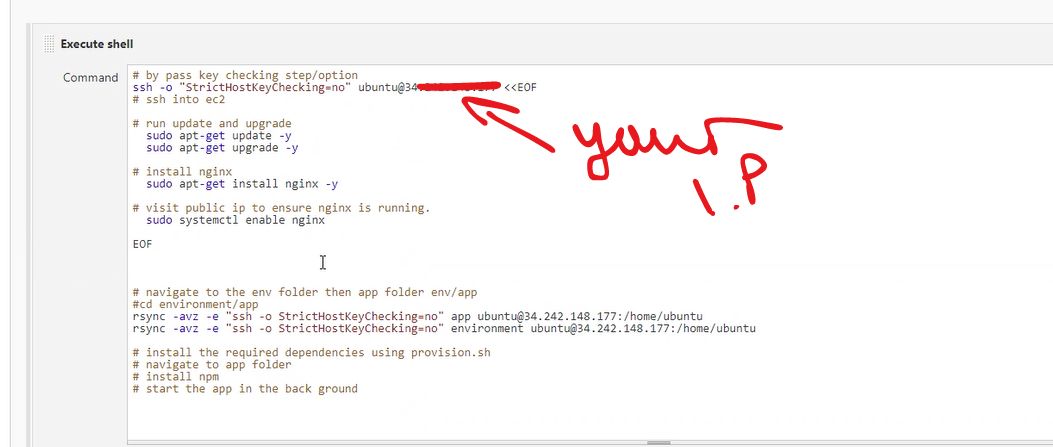 Execute shell
Command
# by pass key checking step/option
ssh -o "StrictHostKeyChecking=no" ubuntu@34 <<EOF
# ssh into ec2
# run update and upgrade
sudo apt-get update -y
sudo apt-get upgrade -y
# install nginx
sudo apt-get install nginx -y
# visit public ip to ensure nginx is running.
sudo systemctl enable nginx
EOF
# navigate to the env folder then app folder env/app
#cd environment/app
rsync -avz -e "ssh -o StrictHostKeyChecking=no" app ubuntu@34.242.148.177:/home/ubuntu
rsync -avz -e "ssh -o StrictHostKeyChecking=no" environment ubuntu@34.242.148.177:/home/ubuntu
# install the required dependencies using provision.sh
# navigate to app folder
# install npm
# start the app in the back ground
your
I.P